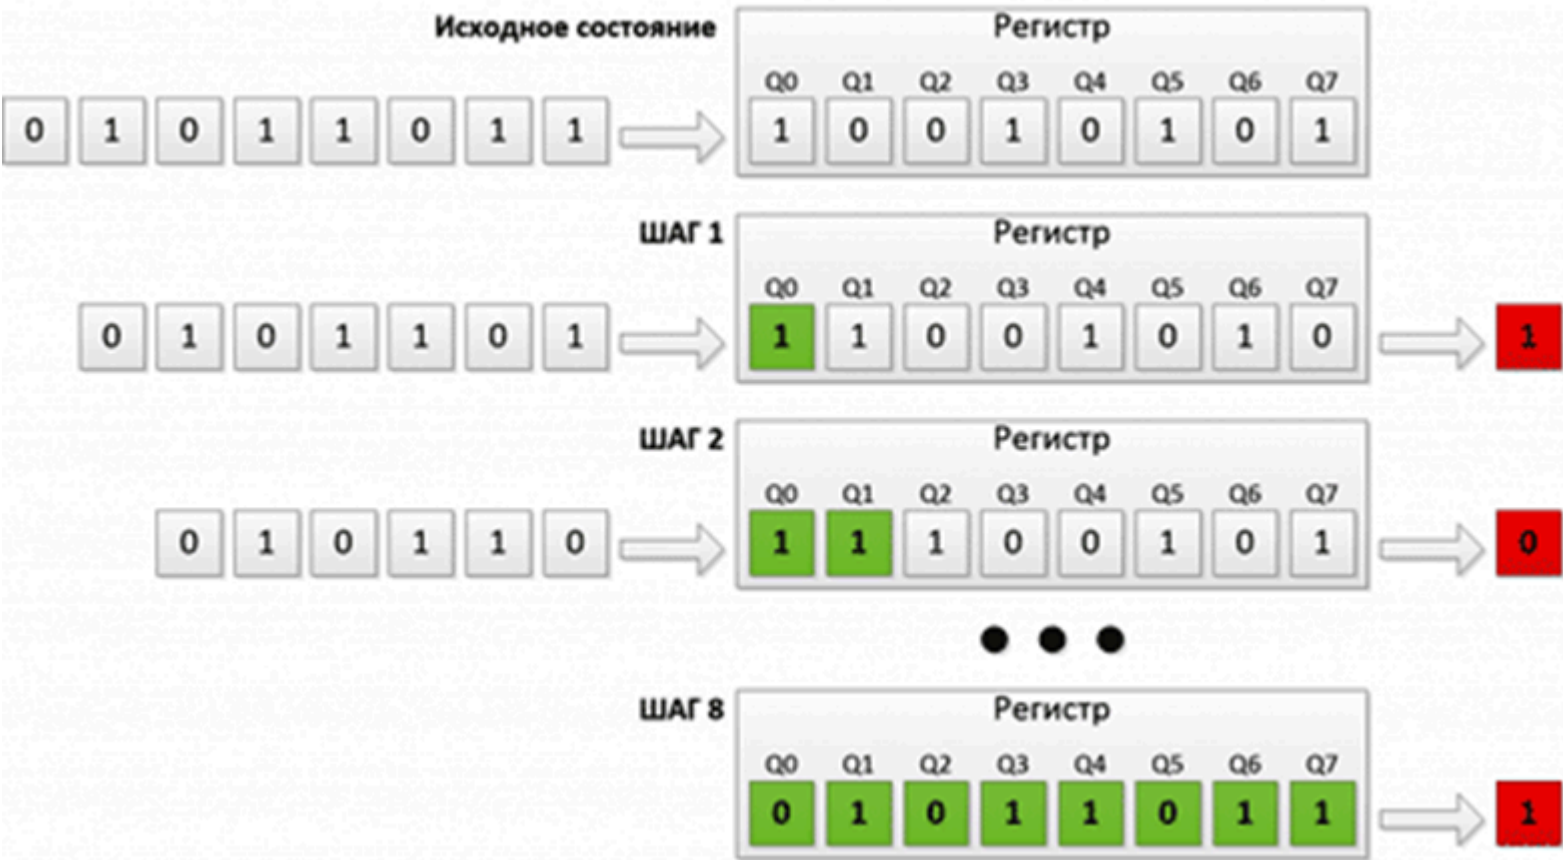 Исходное состояние
Регистр
Q0 Q1 Q2 Q3 Q4 Q5 Q6 Q7
0 1 0 1 1 0 1 1 1 0 0 1 0 1 0 1
ШАГ 1
Регистр
Q0 Q1 Q2 Q3 Q4 Q5 Q6 Q7
0 1 0 1 1 0 1 1 1 0 0 1 0 1 0 1
ШАГ 2
Регистр
Q0 Q1 Q2 Q3 Q4 Q5 Q6 Q7
0 1 0 1 1 0 1 1 1 0 0 1 0 1 0
ШАГ 8
Регистр
Q0 Q1 Q2 Q3 Q4 Q5 Q6 Q7
0 1 0 1 1 0 1 1 1